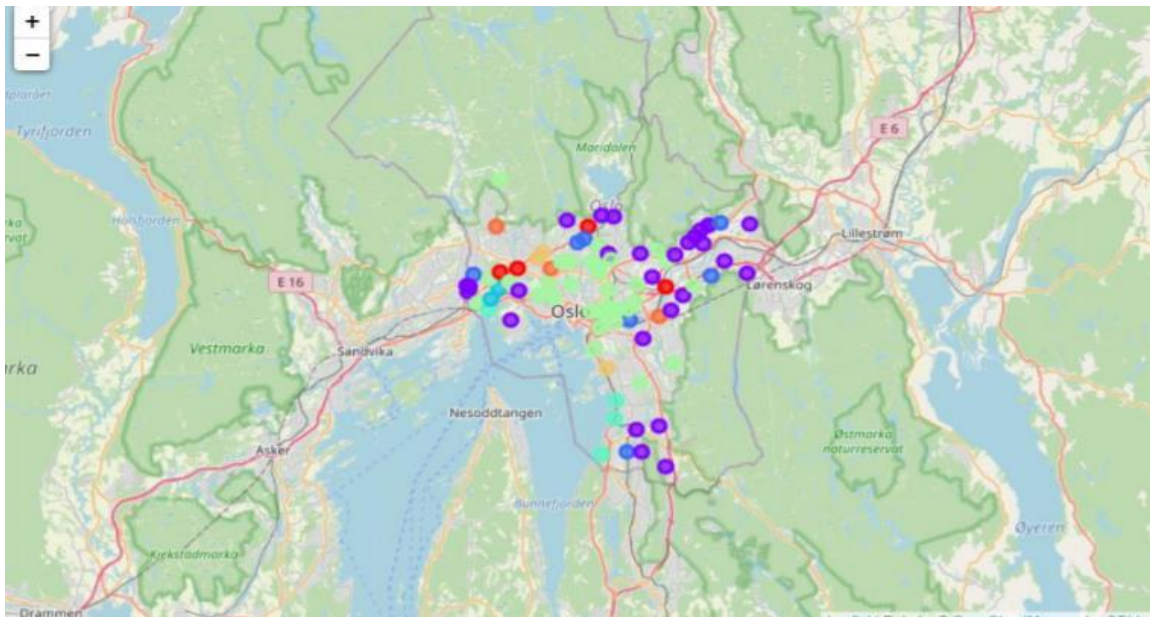 +
−
Tyrifjorden
Holsfjorden
Maridalen
E 6
Oslo
Lillestrøm
E 16
Lørenskog
Oslo
Vestmarka
Sandvika
Nesoddtangen
Asker
Østmarka
naturreservat
Bunnefjorden
Øyeren
Kjekstadmarka
Drammen